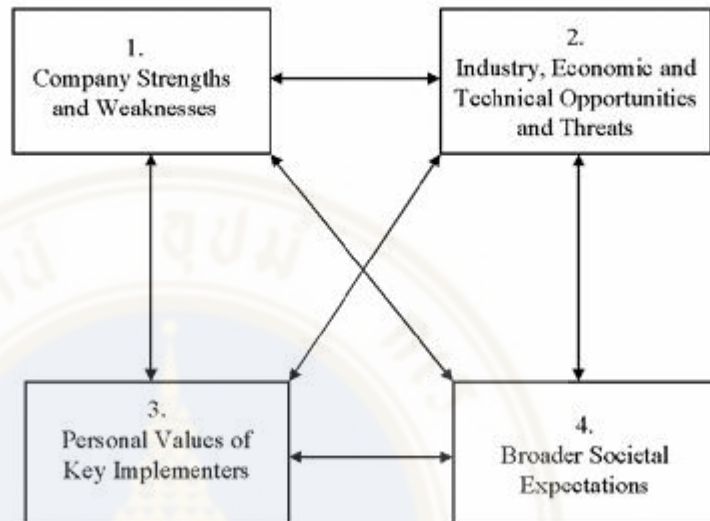 1.
Company Strengths
and Weaknesses
2.
Industry, Economic and
Technical Opportunities
and Threats
3.
Personal Values of
Key Implementers
4.
Broader Societal
Expectations